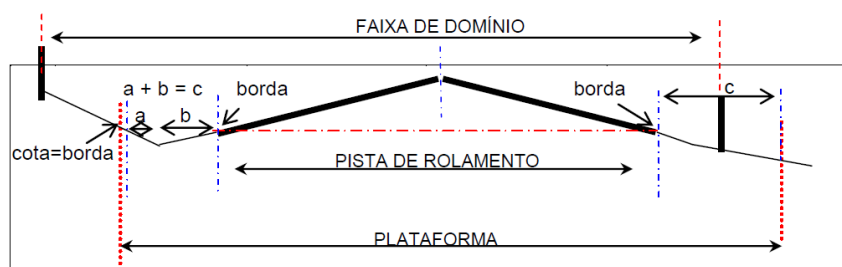 FAIXA DE DOMÍNIO
a + b = c
borda
borda
c
a
b
cota=borda
PISTA DE ROLAMENTO
PLATAFORMA